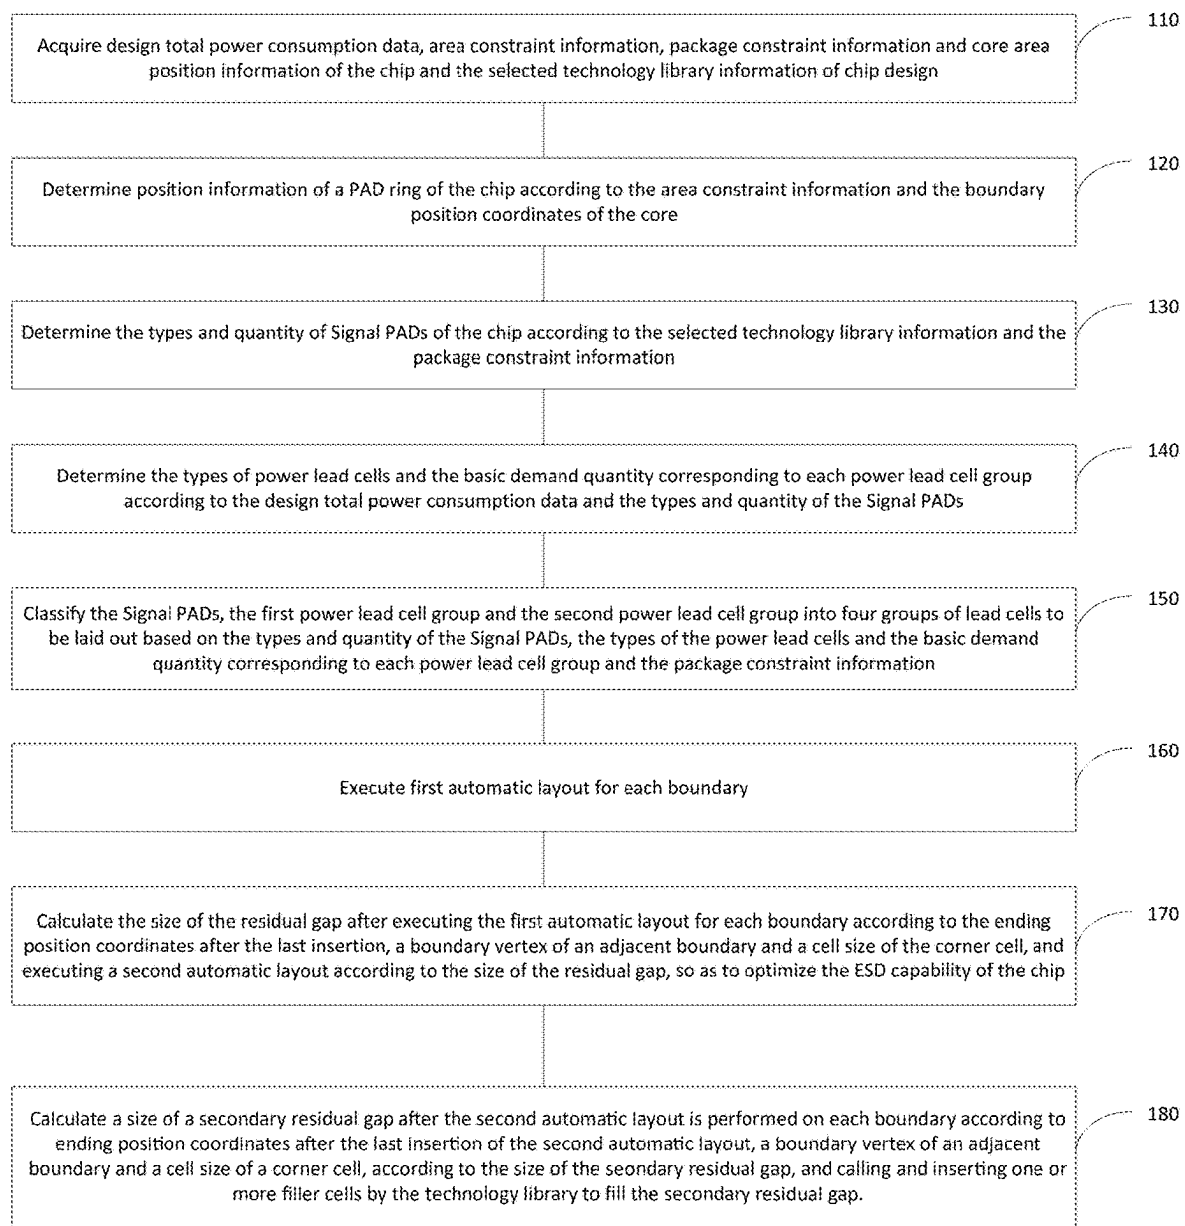 110
Acquire design total power consumption data, area constraint information, package constraint information and core area
position information of the chip and the selected technology library information of chip design
120
Determine position information of a PAD ring of the chip according to the area constraint information and the boundary
position coordinates of the core
130
Determine the types and quantity of Signal PADs of the chip according to the selected technology library information and the
package constraint information
140
Determine the types of power lead cells and the basic demand quantity corresponding to each power lead cell group
according to the design total power consumption data and the types and quantity of the Signal PADs
150
Classify the Signal PADs, the first power lead cell group and the second power lead cell group into four groups of lead cells to
be laid out based on the types and quantity of the Signal PADs, the types of the power lead cells and the basic demand
quantity corresponding to each power lead cell group and the package constraint information
160
Execute first automatic layout for each boundary
170
Calculate the size of the residual gap after executing the first automatic layout for each boundary according to the ending
position coordinates after the last insertion, a boundary vertex of an adjacent boundary and a cell size of the corner cell, and
executing a second automatic layout according to the size of the residual gap, so as to optimize the ESD capability of the chip
180
Calculate a size of a secondary residual gap after the second automatic layout is performed on each boundary according to
ending position coordinates after the last insertion of the second automatic layout, a boundary vertex of an adjacent
boundary and a cell size of a corner cell, according to the size of the seondary residual gap, and calling and inserting one or
more filler cells by the technology library to fill the secondary residual gap.